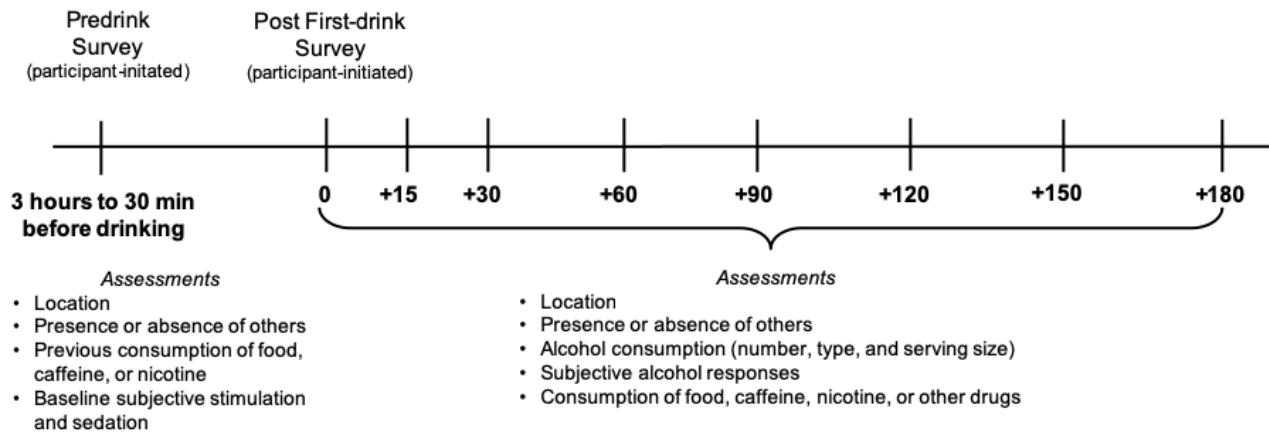 Predrink
Survey
(participant-initated)
Post First-drink
Survey
(participant-initiated)
3 hours to 30 min
before drinking
0
+15
+30
+60
+90
+120
+150
+180
Assessments
• Location
• Presence or absence of others
• Previous consumption of food,
caffeine, or nicotine
• Baseline subjective stimulation
and sedation
Assessments
• Location
• Presence or absence of others
• Alcohol consumption (number, type, and serving size)
• Subjective alcohol responses
• Consumption of food, caffeine, nicotine, or other drugs